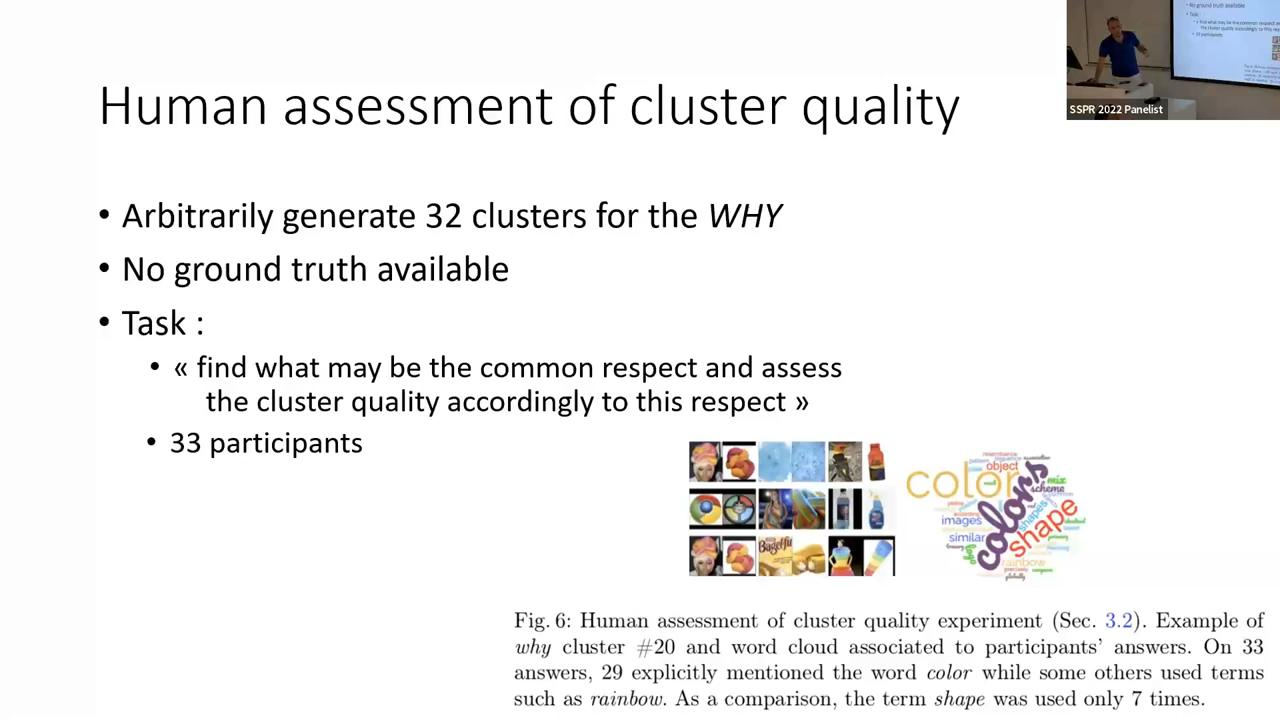 Human assessment of cluster quality
SSPR 2022 Panelist
• Arbitrarily generate 32 clusters for the WHY
• No ground truth available
• Task :
• « find what may be the common respect and assess
the cluster quality accordingly to this respect »
• 33 participants
color
colors
shape
shapes
object
images
similar
scheme
mix
rainbow
Bagelfuls
Fig. 6: Human assessment of cluster quality experiment (Sec. 3.2). Example of
why cluster #20 and word cloud associated to participants' answers. On 33
answers, 29 explicitly mentioned the word color while some others used terms
such as rainbow. As a comparison, the term shape was used only 7 times.